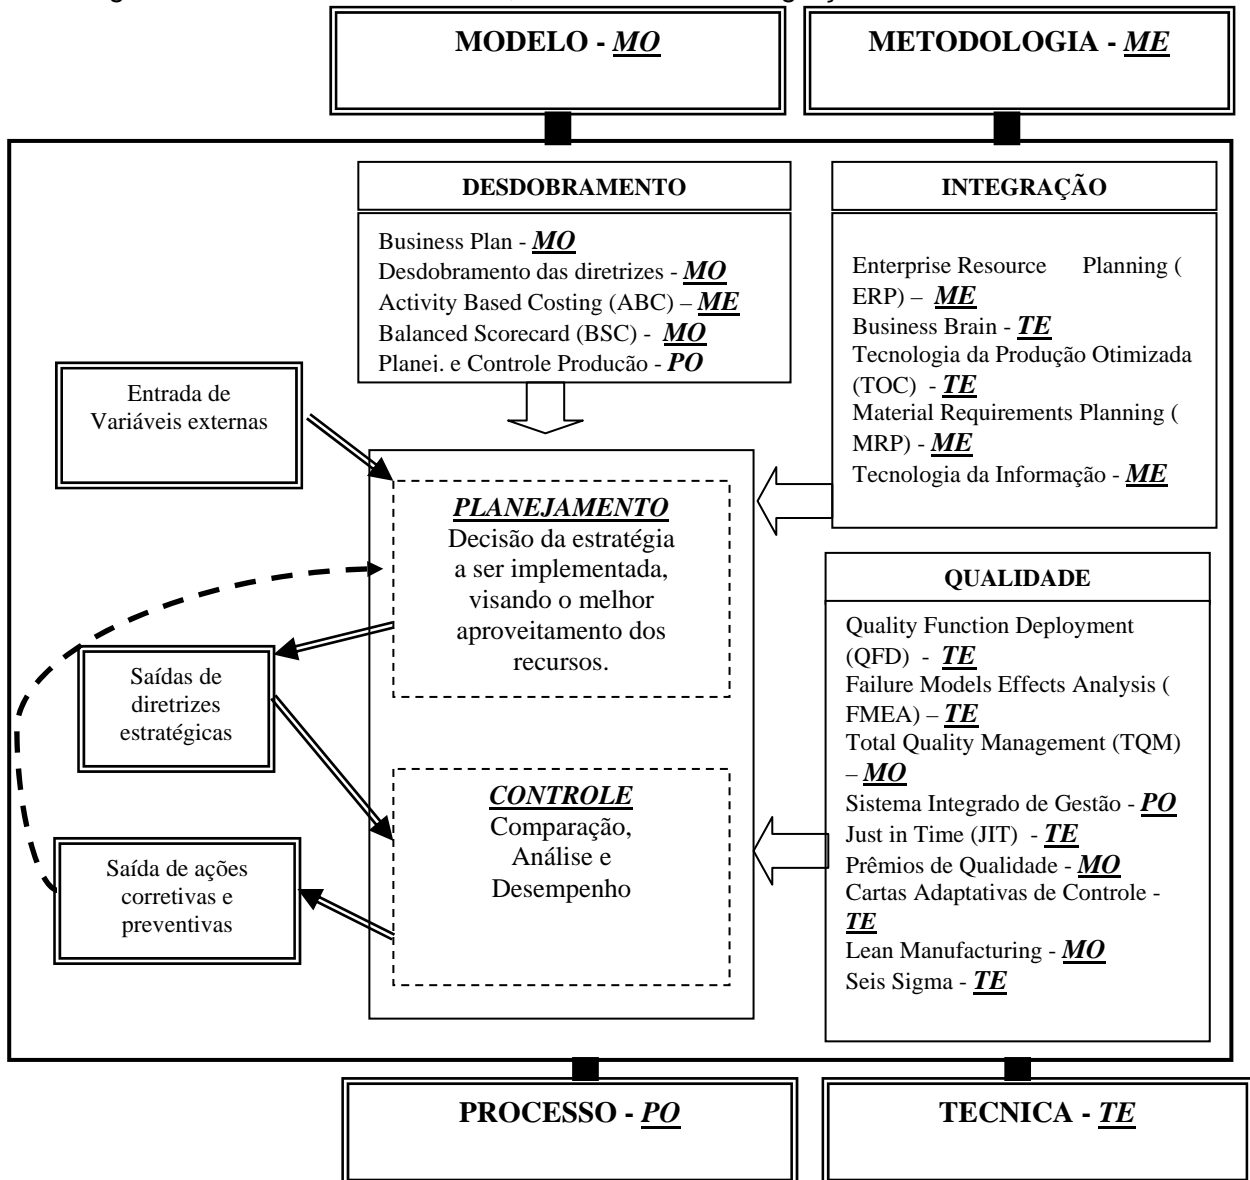 MODELO - MO
METODOLOGIA - ME
DESDOBRAMENTO
Business Plan - MO
Desdobramento das diretrizes - MO
Activity Based Costing (ABC) – ME
Balanced Scorecard (BSC) - MO
Planej. e Controle Produção - PO
INTEGRAÇÃO
Enterprise Resource Planning (
ERP) – ME
Business Brain - TE
Tecnologia da Produção Otimizada
(TOC) - TE
Material Requirements Planning (
MRP) - ME
Tecnologia da Informação - ME
Entrada de
Variáveis externas
PLANEJAMENTO
Decisão da estratégia
a ser implementada,
visando o melhor
aproveitamento dos
recursos.
QUALIDADE
Quality Function Deployment
(QFD) - TE
Failure Models Effects Analysis (
FMEA) – TE
Total Quality Management (TQM)
– MO
Sistema Integrado de Gestão - PO
Just in Time (JIT) - TE
Prêmios de Qualidade - MO
Cartas Adaptativas de Controle -
TE
Lean Manufacturing - MO
Seis Sigma - TE
Saídas de
diretrizes
estratégicas
CONTROLE
Comparação,
Análise e
Desempenho
Saída de ações
corretivas e
preventivas
PROCESSO - PO
TECNICA - TE